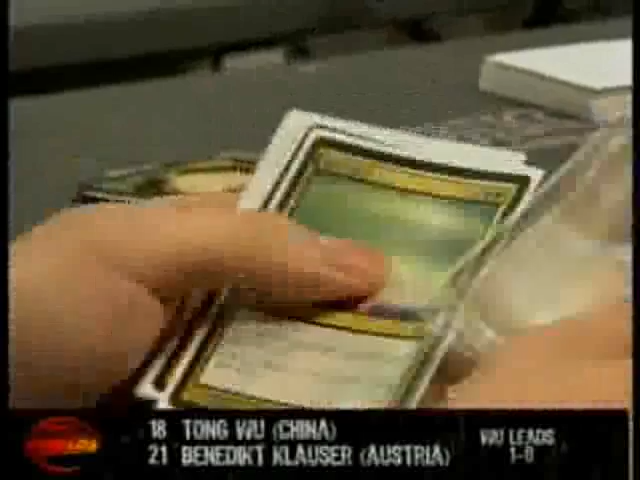 18 TONG WU (CHINA)
21 BENEDIKT KLAUSER (AUSTRIA)
WU LEADS
1-0